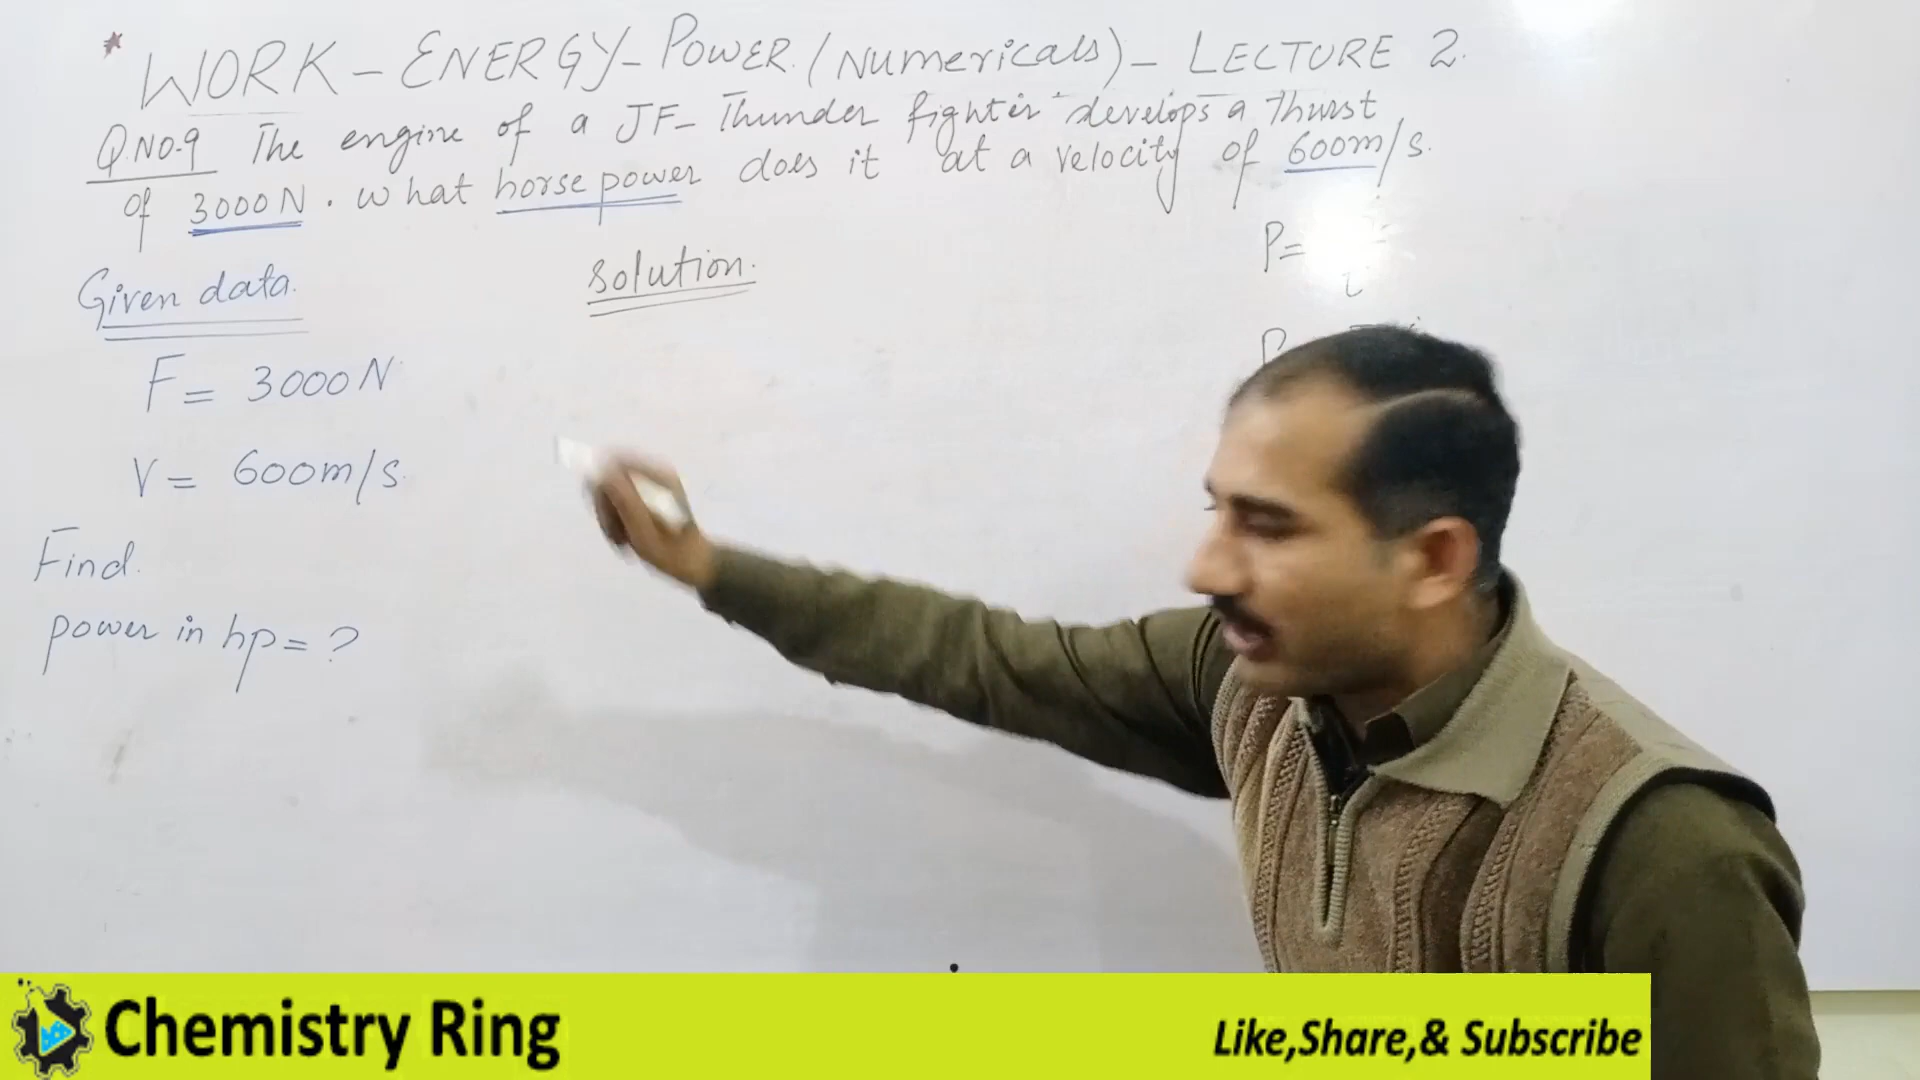 * WORK - ENERGY - POWER. (Numericals) - LECTURE 2.
Q.NO.9 The engine of a JF- Thunder fighter develops a Thurst
of 3000N. what horse power does it at a velocity of 600m/s.
Given data.
Solution.
P=
F = 3000N
V = 600m/s.
Find.
power in hp = ?
Chemistry Ring
Like,Share,& Subscribe